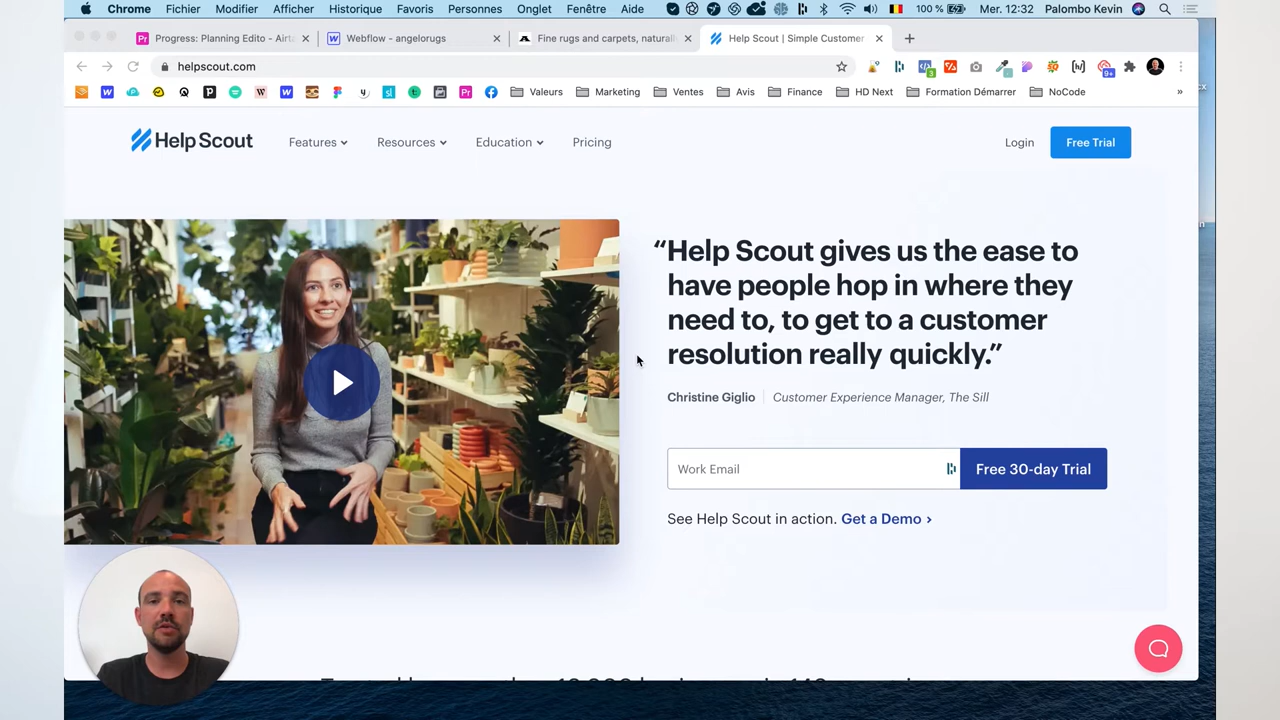 Chrome Fichier Modifier Afficher Historique Favoris Personnes Onglet Fenêtre Aide 100 % Mer. 12:32 Palombo Kevin
Progress: Planning Edito - Airta
Webflow - angelorugs
Fine rugs and carpets, naturally
Help Scout | Simple Customer
helpscout.com
3
9+
Valeurs Marketing Ventes Avis Finance HD Next Formation Démarrer NoCode »
Help Scout
Features Resources Education Pricing Login Free Trial
“Help Scout gives us the ease to
have people hop in where they
need to, to get to a customer
resolution really quickly.”
Christine Giglio Customer Experience Manager, The Sill
Work Email Free 30-day Trial
See Help Scout in action. Get a Demo ›